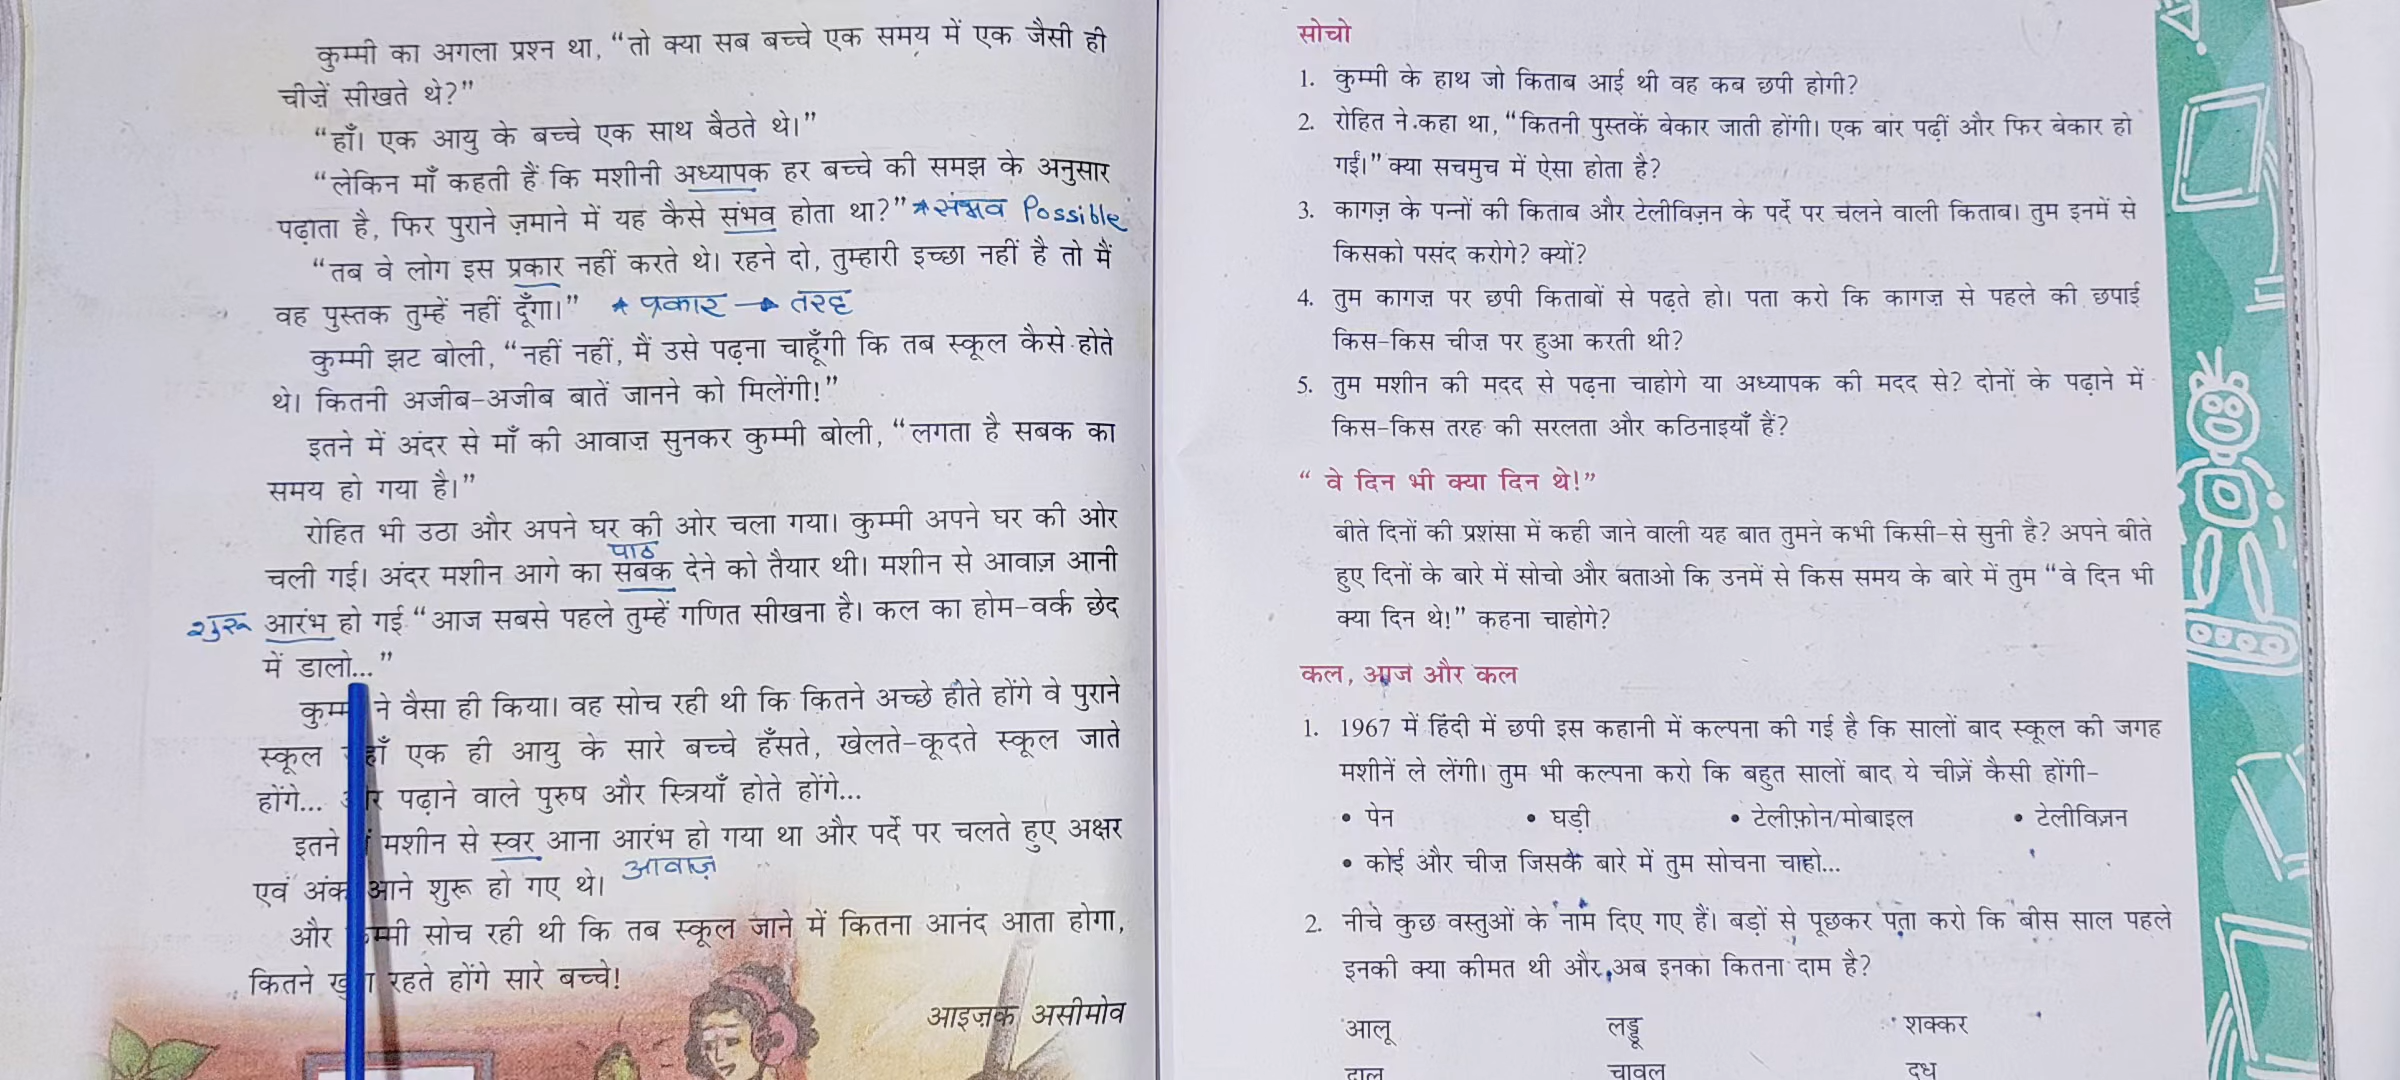 कुम्मी का अगला प्रश्न था, “तो क्या सब बच्चे एक समय में एक जैसी ही
चीज़ें सीखते थे?”
“हाँ। एक आयु के बच्चे एक साथ बैठते थे।”
“लेकिन माँ कहती हैं कि मशीनी अध्यापक हर बच्चे की समझ के अनुसार
पढ़ाता है, फिर पुराने ज़माने में यह कैसे संभव होता था?” *संभव Possible
“तब वे लोग इस प्रकार नहीं करते थे। रहने दो, तुम्हारी इच्छा नहीं है तो मैं
वह पुस्तक तुम्हें नहीं दूँगा।” * प्रकार → तरह
कुम्मी झट बोली, “नहीं नहीं, मैं उसे पढ़ना चाहूँगी कि तब स्कूल कैसे होते
थे। कितनी अजीब-अजीब बातें जानने को मिलेंगी!”
इतने में अंदर से माँ की आवाज़ सुनकर कुम्मी बोली, “लगता है सबक का
समय हो गया है।”
रोहित भी उठा और अपने घर की ओर चला गया। कुम्मी अपने घर की ओर
पाठ
चली गई। अंदर मशीन आगे का सबक देने को तैयार थी। मशीन से आवाज़ आनी
शुरू आरंभ हो गई “आज सबसे पहले तुम्हें गणित सीखना है। कल का होम-वर्क छेद
में डालो...”
ने वैसा ही किया। वह सोच रही थी कि कितने अच्छे होते होंगे वे पुराने
स्कूल एक ही आयु के सारे बच्चे हँसते, खेलते-कूदते स्कूल जाते
होंगे... पढ़ाने वाले पुरुष और स्त्रियाँ होते होंगे...
इतने मशीन से स्वर आना आरंभ हो गया था और पर्दे पर चलते हुए अक्षर
आवाज़
एवं अंक आने शुरू हो गए थे।
और सोच रही थी कि तब स्कूल जाने में कितना आनंद आता होगा,
कितने रहते होंगे सारे बच्चे!
आइज़क असीमोव
सोचो
1. कुम्मी के हाथ जो किताब आई थी वह कब छपी होगी?
2. रोहित ने कहा था, “कितनी पुस्तकें बेकार जाती होंगी। एक बार पढ़ीं और फिर बेकार हो
गईं।” क्या सचमुच में ऐसा होता है?
3. कागज़ के पन्नों की किताब और टेलीविज़न के पर्दे पर चलने वाली किताब। तुम इनमें से
किसको पसंद करोगे? क्यों?
4. तुम कागज़ पर छपी किताबों से पढ़ते हो। पता करो कि कागज़ से पहले की छपाई
किस-किस चीज़ पर हुआ करती थी?
5. तुम मशीन की मदद से पढ़ना चाहोगे या अध्यापक की मदद से? दोनों के पढ़ाने में
किस-किस तरह की सरलता और कठिनाइयाँ हैं?
“ वे दिन भी क्या दिन थे!”
बीते दिनों की प्रशंसा में कही जाने वाली यह बात तुमने कभी किसी-से सुनी है? अपने बीते
हुए दिनों के बारे में सोचो और बताओ कि उनमें से किस समय के बारे में तुम “वे दिन भी
क्या दिन थे!” कहना चाहोगे?
कल, आज और कल
1. 1967 में हिंदी में छपी इस कहानी में कल्पना की गई है कि सालों बाद स्कूल की जगह
मशीनें ले लेंगी। तुम भी कल्पना करो कि बहुत सालों बाद ये चीज़ें कैसी होंगी-
• पेन • घड़ी • टेलीफ़ोन/मोबाइल • टेलीविज़न
• कोई और चीज़ जिसके बारे में तुम सोचना चाहो...
2. नीचे कुछ वस्तुओं के नाम दिए गए हैं। बड़ों से पूछकर पता करो कि बीस साल पहले
इनकी क्या कीमत थी और अब इनका कितना दाम है?
आलू लड्डू शक्कर
दाल चावल दूध